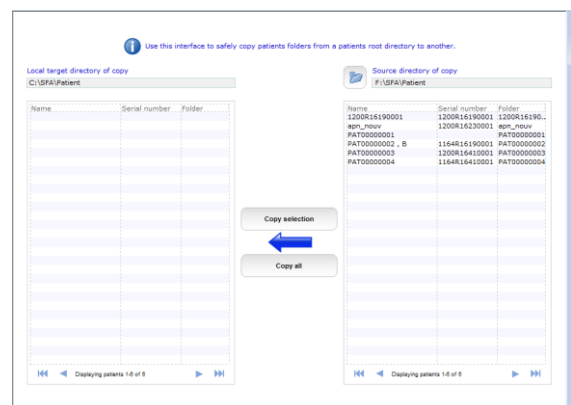 Use this interface to safely copy patients folders from a patients root directory to another.
Local target directory of copy
C:\SFA\Patient
Name Serial number Folder
Displaying patients 1-6 of 6
Copy selection
Copy all
Source directory of copy
F:\SFA\Patient
Name Serial number Folder
1200R16190001 1200R16190001 1200R16190..
apn_nouv 1200R16230001 apn_nouv
PAT00000001 PAT00000001
PAT00000002 , B 1164R16190001 PAT00000002
PAT00000003 1200R16410001 PAT00000003
PAT00000004 1164R16410001 PAT00000004
Displaying patients 1-6 of 6